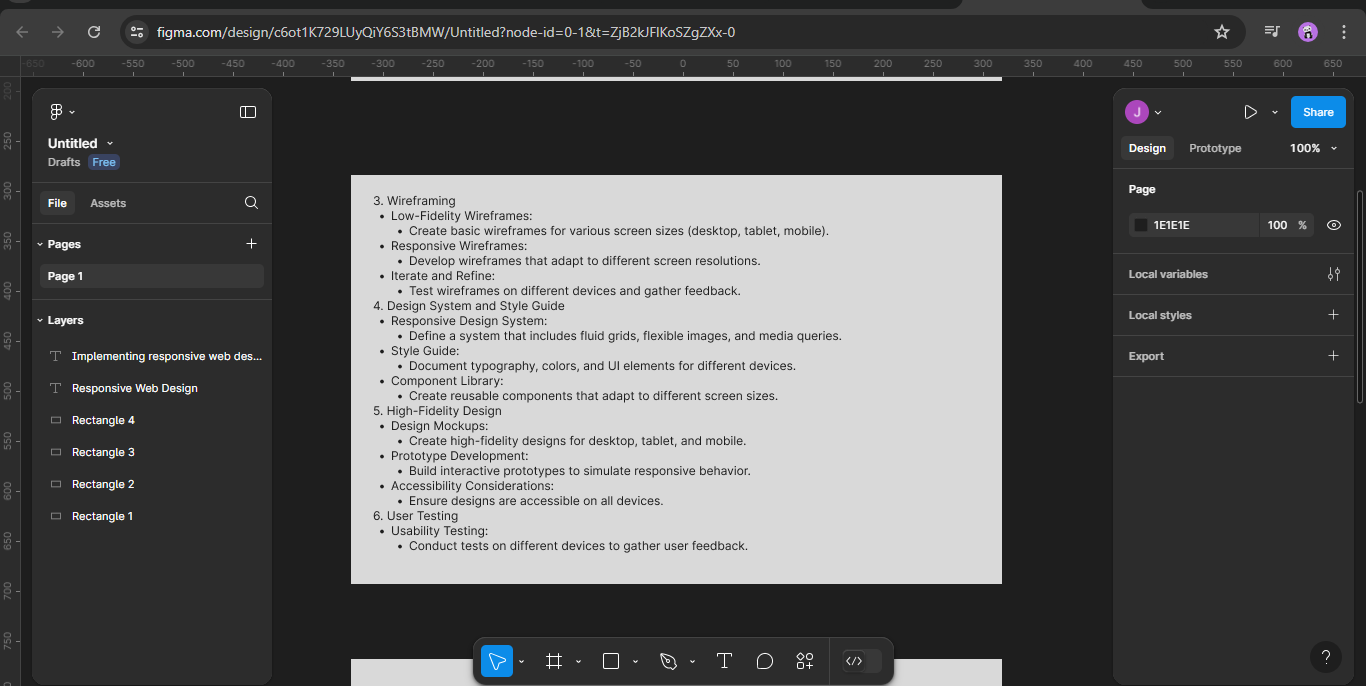 figma.com/design/c6ot1K729LUyQiY6S3tBMW/Untitled?node-id=0-1&t=ZjB2kJFlKoSZgZXx-0
-650 -600 -550 -500 -450 -400 -350 -300 -250 -200 -150 -100 -50 0 50 100 150 200 250 300 350 400 450 500 550 600 650
200
250
300
350
400
450
500
550
600
650
700
750
Untitled
Drafts Free
File Assets
Pages
Page 1
Layers
Implementing responsive web des...
Responsive Web Design
Rectangle 4
Rectangle 3
Rectangle 2
Rectangle 1
3. Wireframing
• Low-Fidelity Wireframes:
• Create basic wireframes for various screen sizes (desktop, tablet, mobile).
• Responsive Wireframes:
• Develop wireframes that adapt to different screen resolutions.
• Iterate and Refine:
• Test wireframes on different devices and gather feedback.
4. Design System and Style Guide
• Responsive Design System:
• Define a system that includes fluid grids, flexible images, and media queries.
• Style Guide:
• Document typography, colors, and UI elements for different devices.
• Component Library:
• Create reusable components that adapt to different screen sizes.
5. High-Fidelity Design
• Design Mockups:
• Create high-fidelity designs for desktop, tablet, and mobile.
• Prototype Development:
• Build interactive prototypes to simulate responsive behavior.
• Accessibility Considerations:
• Ensure designs are accessible on all devices.
6. User Testing
• Usability Testing:
• Conduct tests on different devices to gather user feedback.
J
Share
Design Prototype 100%
Page
1E1E1E 100 %
Local variables
Local styles
Export
?